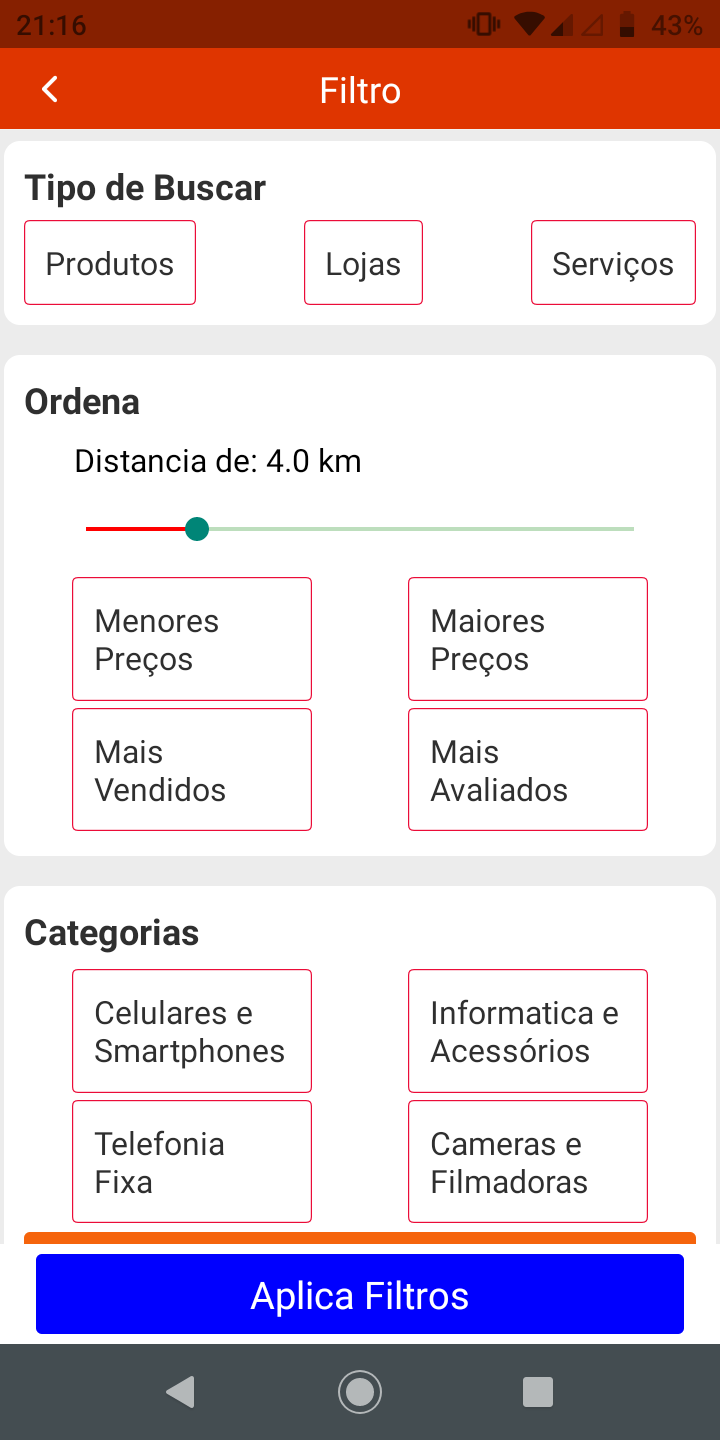 21:16
43%
Filtro
Tipo de Buscar
Produtos
Lojas
Serviços
Ordena
Distancia de: 4.0 km
Menores
Preços
Maiores
Preços
Mais
Vendidos
Mais
Avaliados
Categorias
Celulares e
Smartphones
Informatica e
Acessórios
Telefonia
Fixa
Cameras e
Filmadoras
Aplica Filtros